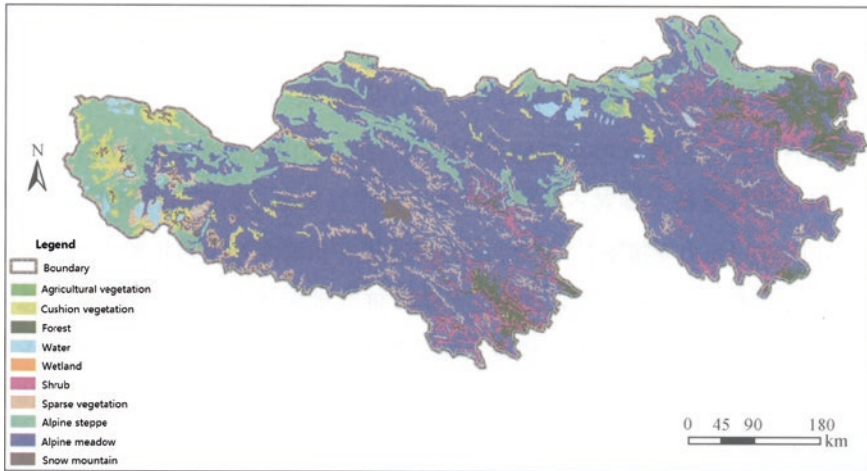 N
Legend
Boundary
Agricultural vegetation
Cushion vegetation
Forest
Water
Wetland
Shrub
Sparse vegetation
Alpine steppe
Alpine meadow
Snow mountain
0 45 90 180
km